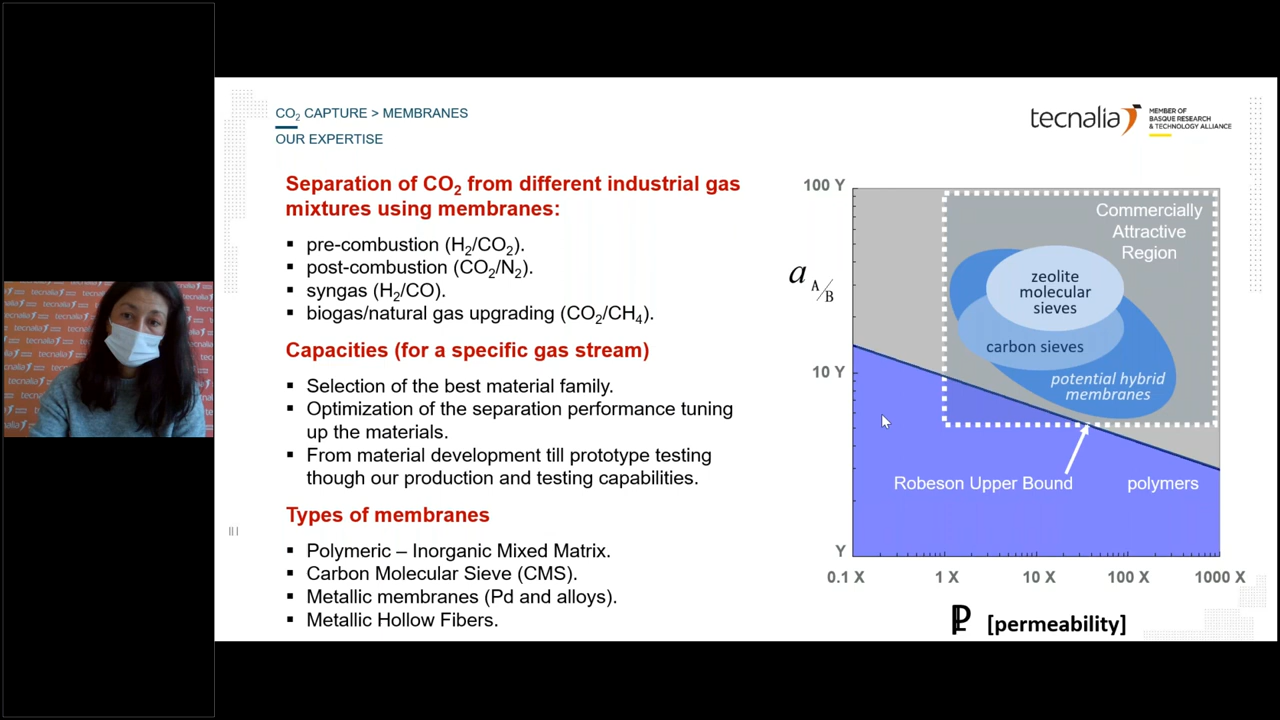 CO₂ CAPTURE > MEMBRANES
OUR EXPERTISE
tecnalia
MEMBER OF
BASQUE RESEARCH
& TECHNOLOGY ALLIANCE
Separation of CO₂ from different industrial gas
mixtures using membranes:
▪ pre-combustion (H₂/CO₂).
▪ post-combustion (CO₂/N₂).
▪ syngas (H₂/CO).
▪ biogas/natural gas upgrading (CO₂/CH₄).
Capacities (for a specific gas stream)
▪ Selection of the best material family.
▪ Optimization of the separation performance tuning
up the materials.
▪ From material development till prototype testing
though our production and testing capabilities.
Types of membranes
▪ Polymeric – Inorganic Mixed Matrix.
▪ Carbon Molecular Sieve (CMS).
▪ Metallic membranes (Pd and alloys).
▪ Metallic Hollow Fibers.
100 Y
Commercially
Attractive
Region
a A/B
zeolite
molecular
sieves
carbon sieves
10 Y
potential hybrid
membranes
Robeson Upper Bound
polymers
Y
0.1 X 1 X 10 X 100 X 1000 X
P [permeability]
tecnalia